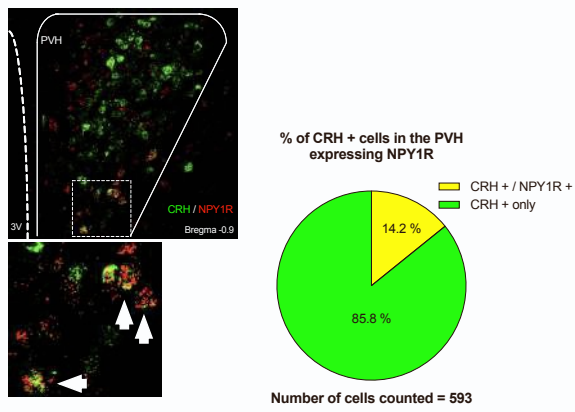 PVH
CRH / NPY1R
3V
Bregma -0.9
% of CRH + cells in the PVH
expressing NPY1R
CRH + / NPY1R +
CRH + only
14.2 %
85.8 %
Number of cells counted = 593